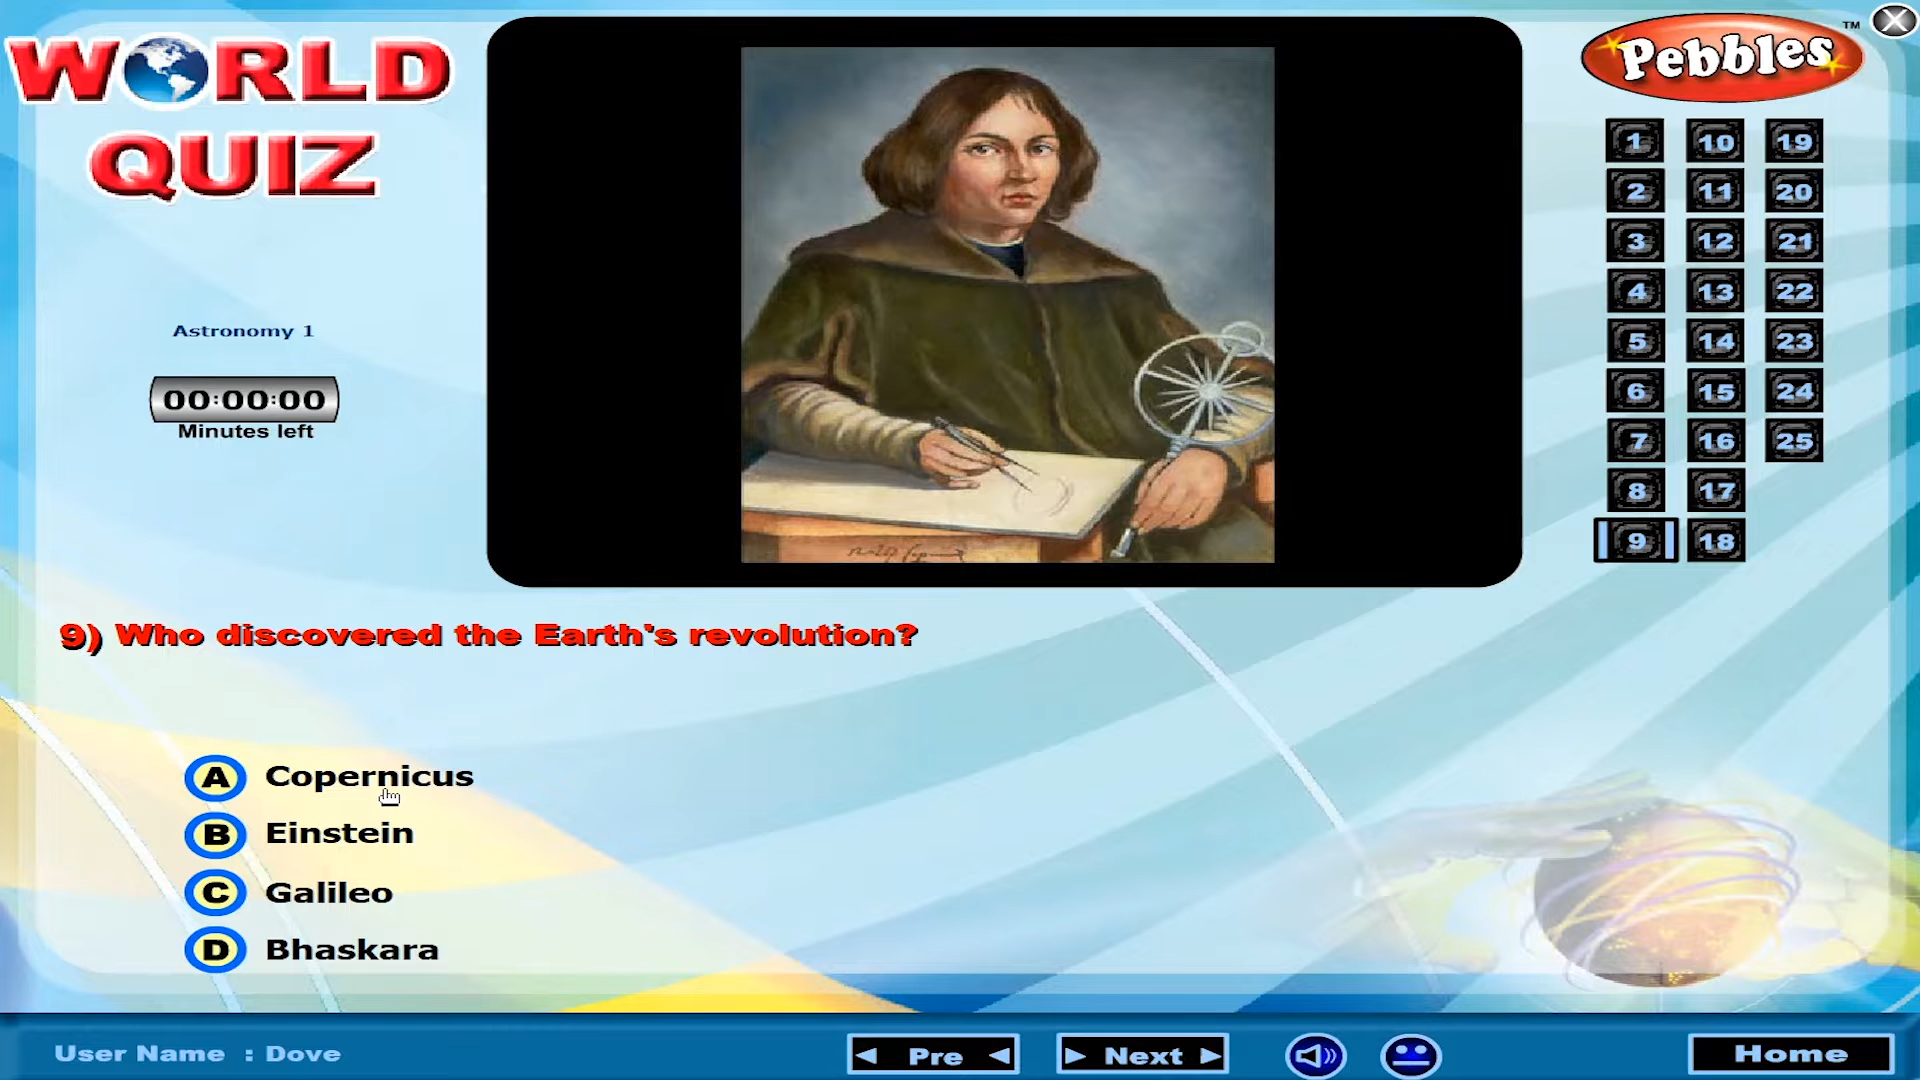 WORLD
QUIZ
Pebbles™
Astronomy 1
00:00:00
Minutes left
1 10 19
2 11 20
3 12 21
4 13 22
5 14 23
6 15 24
7 16 25
8 17
9 18
9) Who discovered the Earth's revolution?
A Copernicus
B Einstein
C Galileo
D Bhaskara
User Name : Dove
Pre
Next
Home